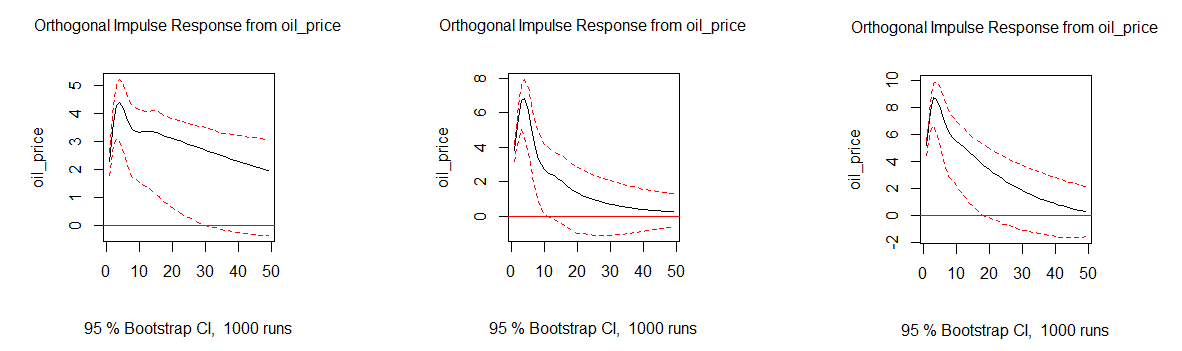 Orthogonal Impulse Response from oil_price
oil_price
5
4
3
2
1
0
0 10 20 30 40 50
95 % Bootstrap CI, 1000 runs
Orthogonal Impulse Response from oil_price
oil_price
8
6
4
2
0
0 10 20 30 40 50
95 % Bootstrap CI, 1000 runs
Orthogonal Impulse Response from oil_price
oil_price
10
8
6
4
2
0
-2
0 10 20 30 40 50
95 % Bootstrap CI, 1000 runs